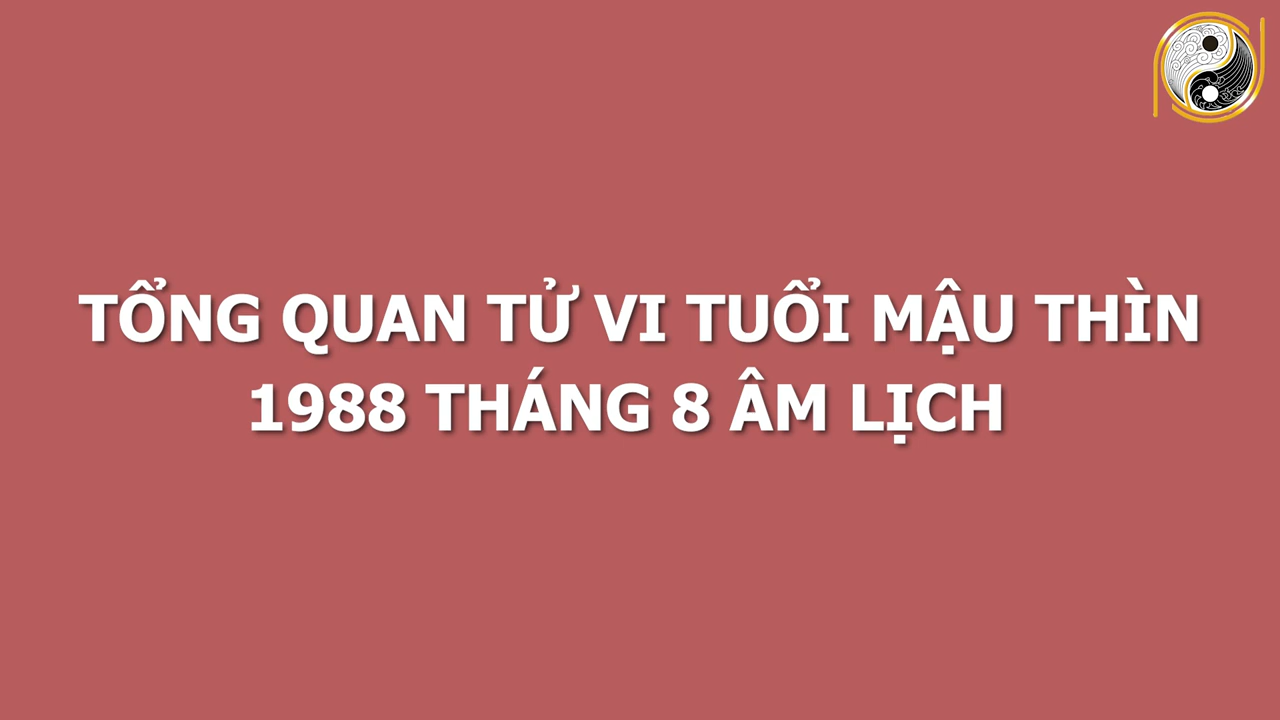 TỔNG QUAN TỬ VI TUỔI MẬU THÌN
1988 THÁNG 8 ÂM LỊCH